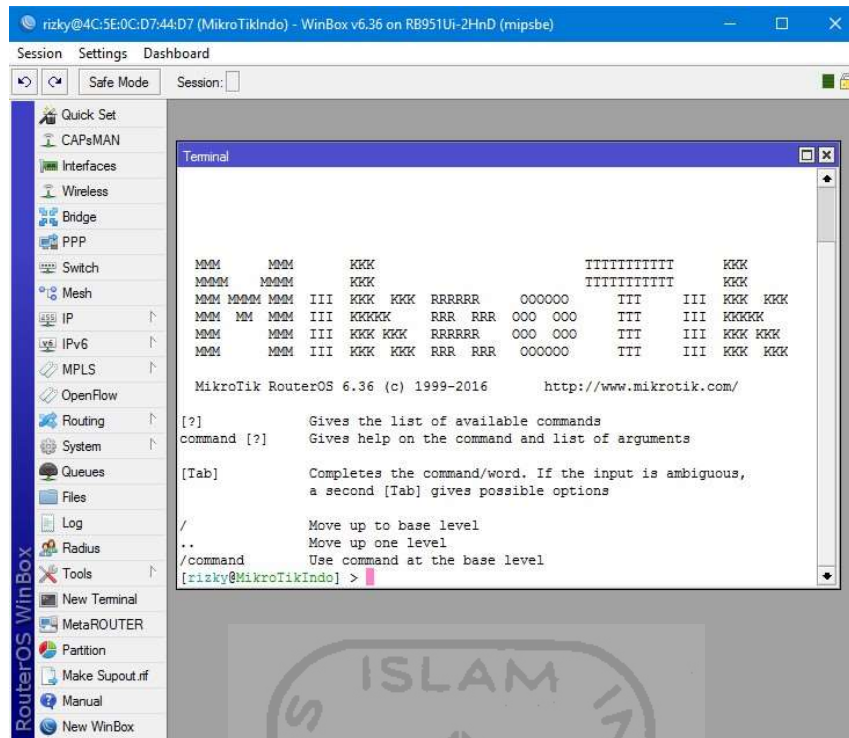 rizky@4C:5E:0C:D7:44:D7 (MikroTikIndo) - WinBox v6.36 on RB951Ui-2HnD (mipsbe)
Session Settings Dashboard
Safe Mode Session:
Quick Set
CAPsMAN
Interfaces
Wireless
Bridge
PPP
Switch
Mesh
IP
IPv6
MPLS
OpenFlow
Routing
System
Queues
Files
Log
Radius
Tools
New Terminal
MetaROUTER
Partition
Make Supout.rif
Manual
New WinBox
RouterOS WinBox
Terminal
MMM      MMM       KKK                          TTTTTTTTTTT      KKK
MMMM    MMMM       KKK                          TTTTTTTTTTT      KKK
MMM MMMM MMM  III  KKK  KKK  RRRRRR     OOOOOO      TTT     III  KKK  KKK
MMM  MM  MMM  III  KKKKK     RRR  RRR  OOO  OOO     TTT     III  KKKKK
MMM      MMM  III  KKK KKK   RRRRRR    OOO  OOO     TTT     III  KKK KKK
MMM      MMM  III  KKK  KKK  RRR  RRR   OOOOOO      TTT     III  KKK  KKK
MikroTik RouterOS 6.36 (c) 1999-2016       http://www.mikrotik.com/
[?]             Gives the list of available commands
command [?]     Gives help on the command and list of arguments
[Tab]           Completes the command/word. If the input is ambiguous,
a second [Tab] gives possible options
/               Move up to base level
..              Move up one level
/command        Use command at the base level
[rizky@MikroTikIndo] >
ISLAM